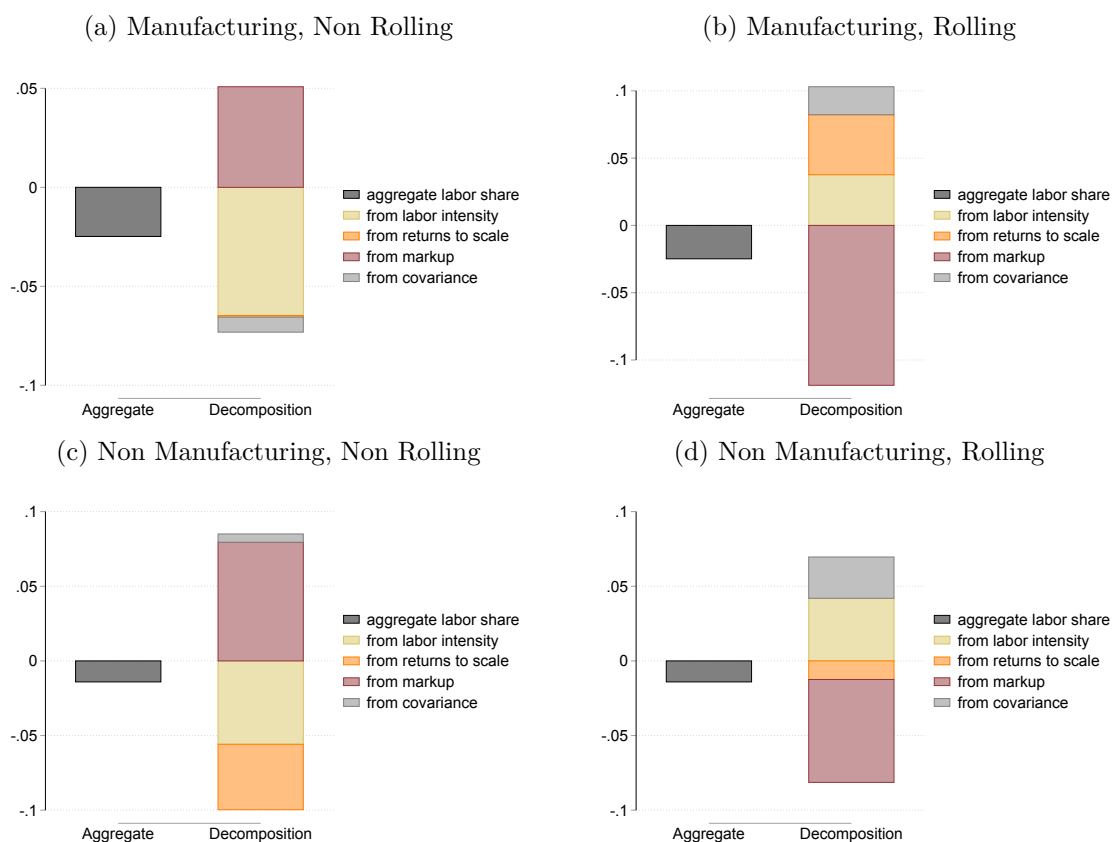 (a) Manufacturing, Non Rolling
.05
0
-.05
-.1
Aggregate
Decomposition
aggregate labor share
from labor intensity
from returns to scale
from markup
from covariance
(b) Manufacturing, Rolling
.1
.05
0
-.05
-.1
Aggregate
Decomposition
aggregate labor share
from labor intensity
from returns to scale
from markup
from covariance
(c) Non Manufacturing, Non Rolling
.1
.05
0
-.05
-.1
Aggregate
Decomposition
aggregate labor share
from labor intensity
from returns to scale
from markup
from covariance
(d) Non Manufacturing, Rolling
.1
.05
0
-.05
-.1
Aggregate
Decomposition
aggregate labor share
from labor intensity
from returns to scale
from markup
from covariance